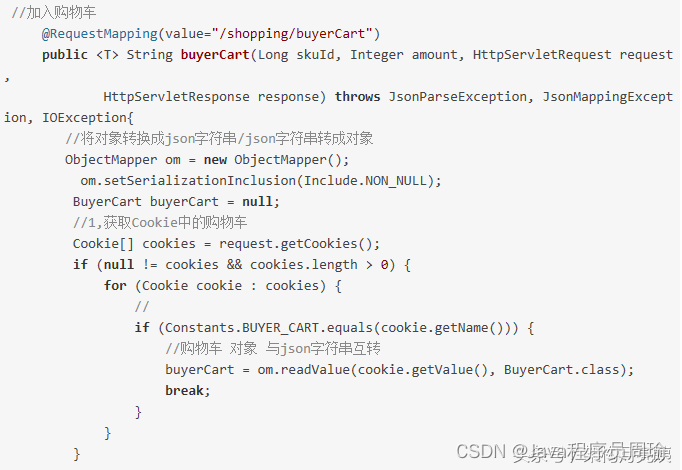 //加入购物车
@RequestMapping(value="/shopping/buyerCart")
public <T> String buyerCart(Long skuId, Integer amount, HttpServletRequest request
,
HttpServletResponse response) throws JsonParseException, JsonMappingExcept
ion, IOException{
//将对象转换成json字符串/json字符串转成对象
ObjectMapper om = new ObjectMapper();
om.setSerializationInclusion(Include.NON_NULL);
BuyerCart buyerCart = null;
//1,获取Cookie中的购物车
Cookie[] cookies = request.getCookies();
if (null != cookies && cookies.length > 0) {
for (Cookie cookie : cookies) {
//
if (Constants.BUYER_CART.equals(cookie.getName())) {
//购物车 对象 与json字符串互转
buyerCart = om.readValue(cookie.getValue(), BuyerCart.class);
break;
}
}
}
CSDN @Java程序员周瑜